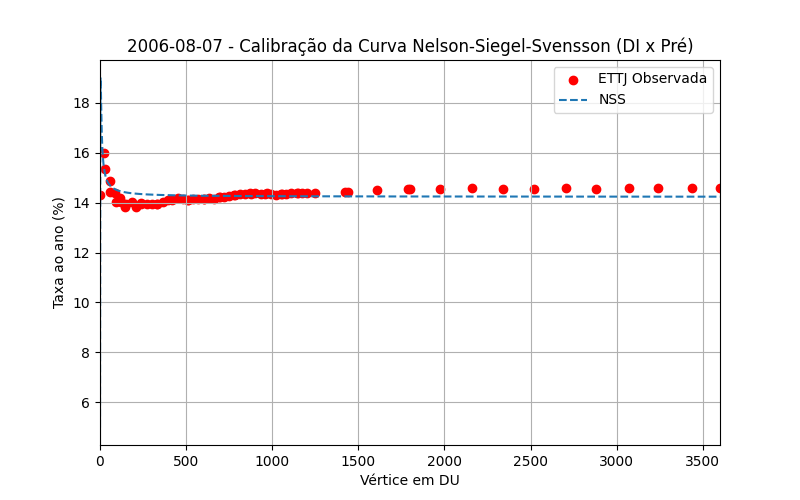 2006-08-07 - Calibração da Curva Nelson-Siegel-Svensson (DI x Pré)
ETTJ Observada
NSS
Taxa ao ano (%)
18
16
14
12
10
8
6
0 500 1000 1500 2000 2500 3000 3500
Vértice em DU